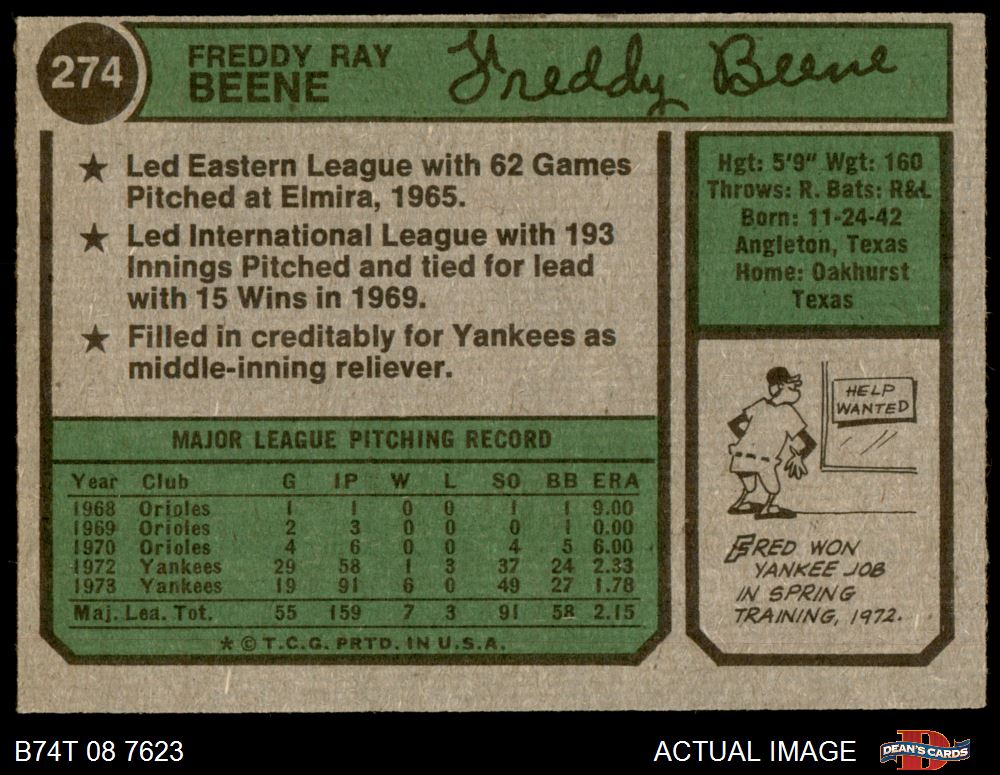 274
FREDDY RAY
BEENE
Freddy Beene
★ Led Eastern League with 62 Games
Pitched at Elmira, 1965.
★ Led International League with 193
Innings Pitched and tied for lead
with 15 Wins in 1969.
★ Filled in creditably for Yankees as
middle-inning reliever.
MAJOR LEAGUE PITCHING RECORD
Year Club G IP W L SO BB ERA
1968 Orioles 1 1 0 0 1 1 9.00
1969 Orioles 2 3 0 0 0 1 0.00
1970 Orioles 4 6 0 0 4 5 6.00
1972 Yankees 29 58 1 3 37 24 2.33
1973 Yankees 19 91 6 0 49 27 1.78
Maj. Lea. Tot. 55 159 7 3 91 58 2.15
* © T.C.G. PRTD. IN U.S.A.
Hgt: 5'9" Wgt: 160
Throws: R. Bats: R&L
Born: 11-24-42
Angleton, Texas
Home: Oakhurst
Texas
HELP
WANTED
FRED WON
YANKEE JOB
IN SPRING
TRAINING, 1972.
B74T 08 7623
ACTUAL IMAGE
D
DEAN'S CARDS